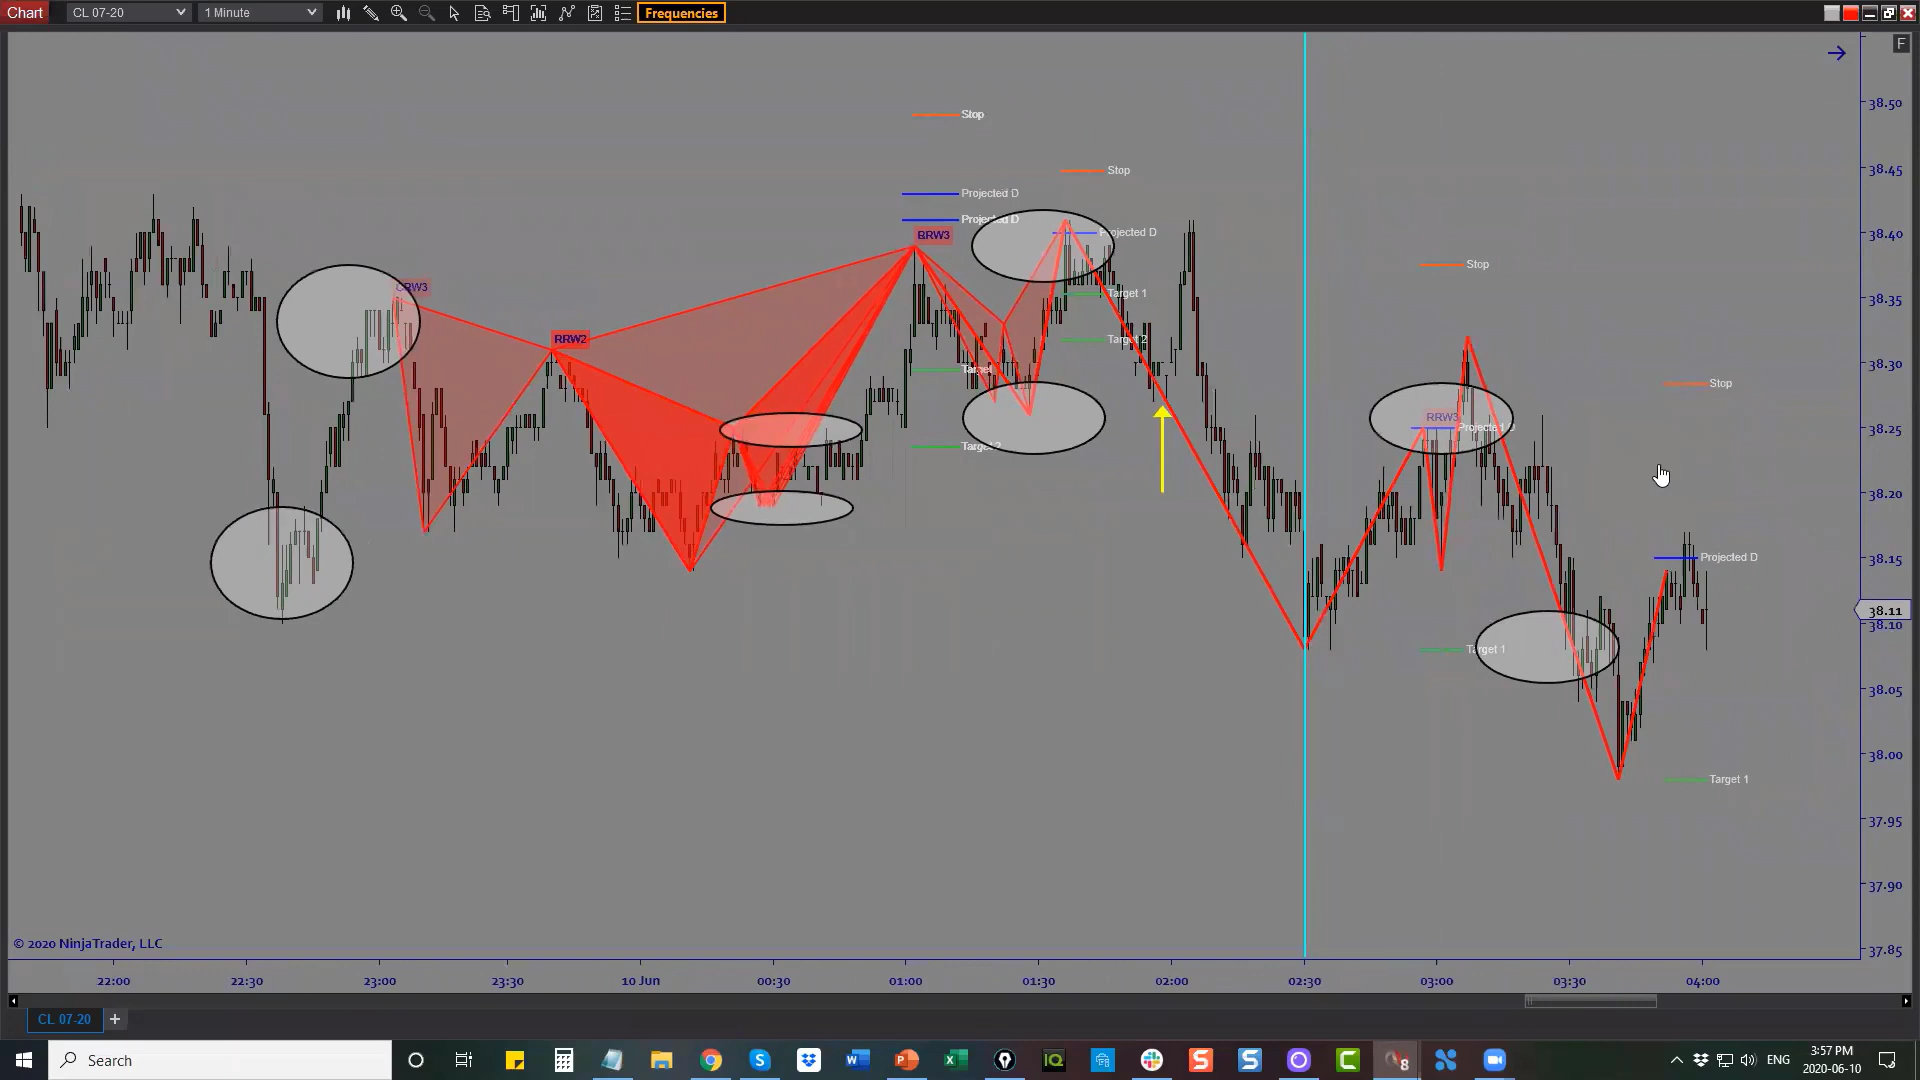 Chart
CL 07-20
1 Minute
Frequencies
F
Stop
Stop
Projected D
Projected D
RRW3
Projected D
Stop
38.50
38.45
38.40
38.35
38.30
38.25
38.20
38.15
38.11
38.10
38.05
38.00
37.95
37.90
37.85
RRW2
Target 1
Target 2
Target
Target 2
RRW3
Stop
Projected D
Target 1
Target 1
© 2020 NinjaTrader, LLC
22:00
22:30
23:00
23:30
10 Jun
00:30
01:00
01:30
02:00
02:30
03:00
03:30
04:00
CL 07-20
+
Search
ENG
3:57 PM
2020-06-10